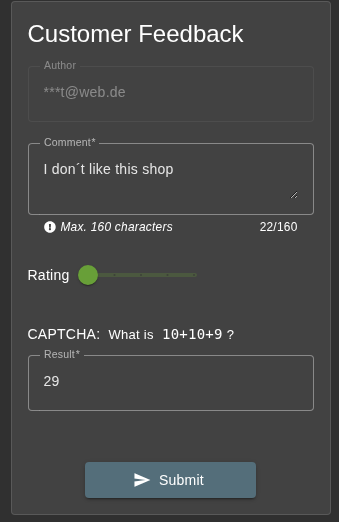 Customer Feedback
Author
***t@web.de
Comment*
I don´t like this shop
Max. 160 characters 22/160
Rating
CAPTCHA: What is 10+10+9 ?
Result*
29
Submit